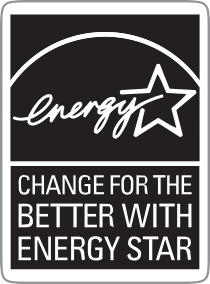 energy
CHANGE FOR THE
BETTER WITH
ENERGY STAR